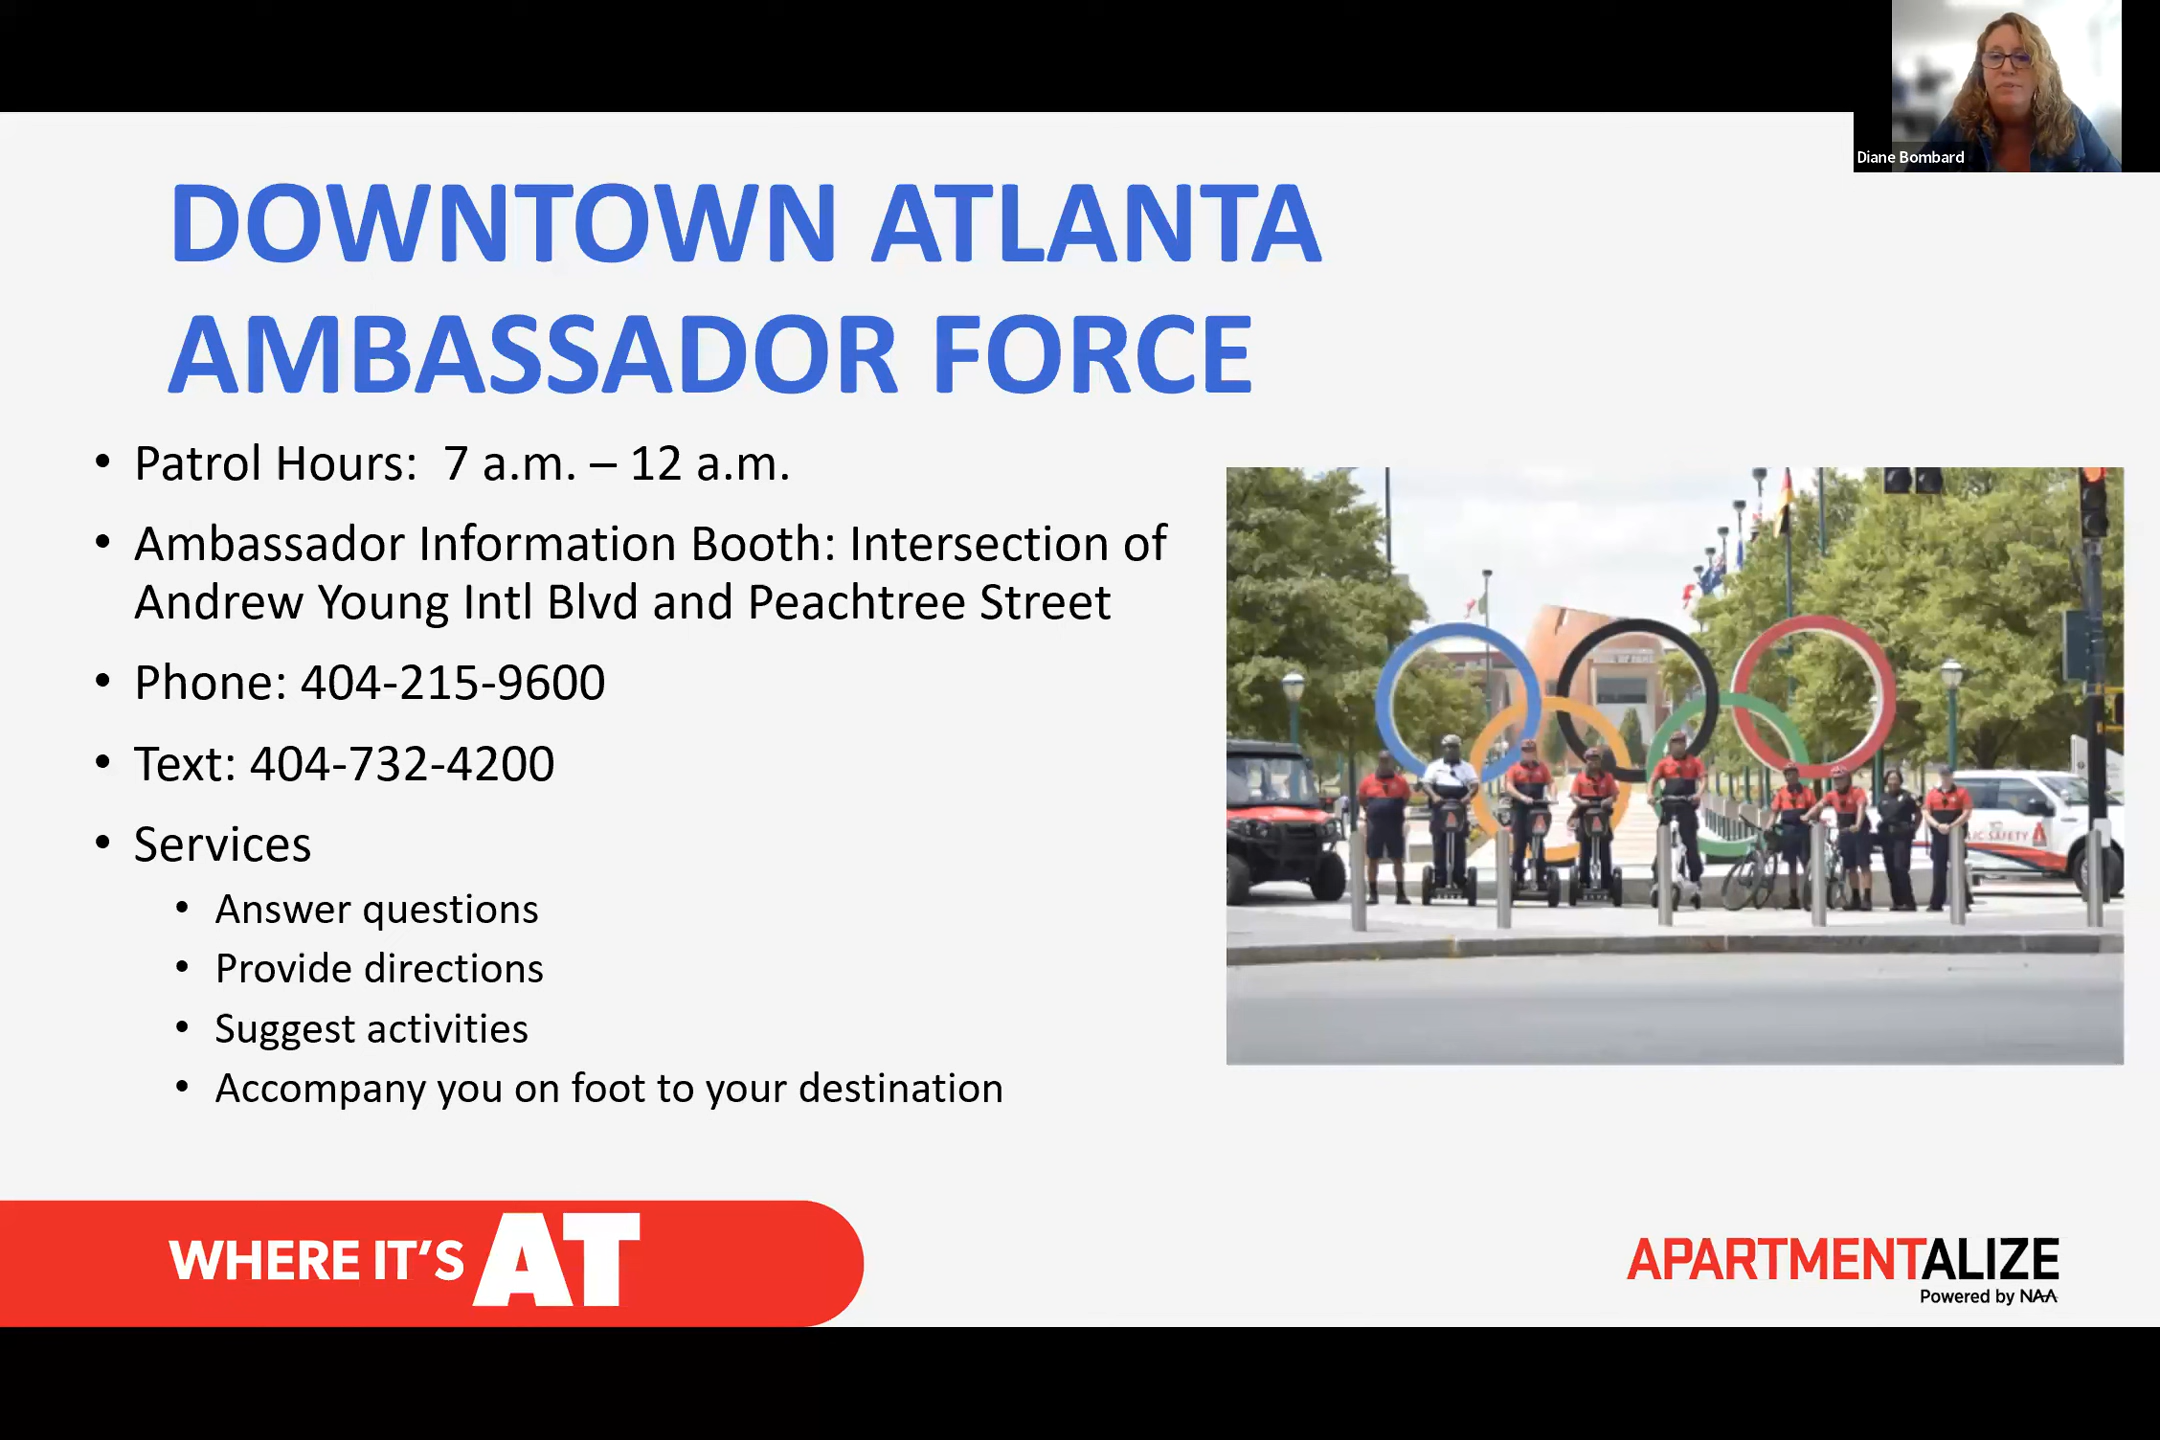 Diane Bombard
DOWNTOWN ATLANTA
AMBASSADOR FORCE
• Patrol Hours:  7 a.m. – 12 a.m.
• Ambassador Information Booth: Intersection of
Andrew Young Intl Blvd and Peachtree Street
• Phone: 404-215-9600
• Text: 404-732-4200
• Services
• Answer questions
• Provide directions
• Suggest activities
• Accompany you on foot to your destination
SAFETY
WHERE IT'S AT
APARTMENTALIZE
Powered by NAA